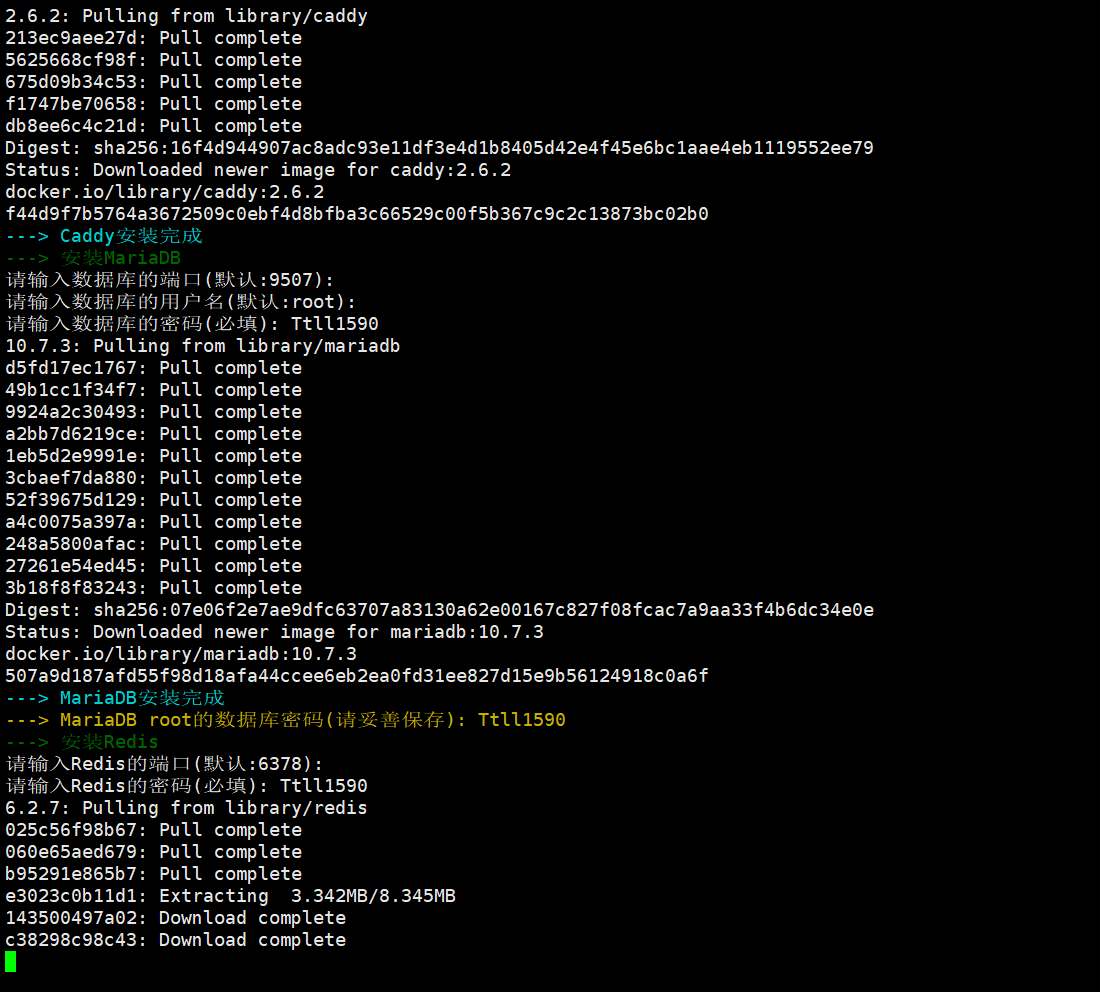 2.6.2: Pulling from library/caddy
213ec9aee27d: Pull complete
5625668cf98f: Pull complete
675d09b34c53: Pull complete
f1747be70658: Pull complete
db8ee6c4c21d: Pull complete
Digest: sha256:16f4d944907ac8adc93e11df3e4d1b8405d42e4f45e6bc1aae4eb1119552ee79
Status: Downloaded newer image for caddy:2.6.2
docker.io/library/caddy:2.6.2
f44d9f7b5764a3672509c0ebf4d8bfba3c66529c00f5b367c9c2c13873bc02b0
---> Caddy安装完成
---> 安装MariaDB
请输入数据库的端口(默认:9507):
请输入数据库的用户名(默认:root):
请输入数据库的密码(必填): Ttll1590
10.7.3: Pulling from library/mariadb
d5fd17ec1767: Pull complete
49b1cc1f34f7: Pull complete
9924a2c30493: Pull complete
a2bb7d6219ce: Pull complete
1eb5d2e9991e: Pull complete
3cbaef7da880: Pull complete
52f39675d129: Pull complete
a4c0075a397a: Pull complete
248a5800afac: Pull complete
27261e54ed45: Pull complete
3b18f8f83243: Pull complete
Digest: sha256:07e06f2e7ae9dfc63707a83130a62e00167c827f08fcac7a9aa33f4b6dc34e0e
Status: Downloaded newer image for mariadb:10.7.3
docker.io/library/mariadb:10.7.3
507a9d187afd55f98d18afa44ccee6eb2ea0fd31ee827d15e9b56124918c0a6f
---> MariaDB安装完成
---> MariaDB root的数据库密码(请妥善保存): Ttll1590
---> 安装Redis
请输入Redis的端口(默认:6378):
请输入Redis的密码(必填): Ttll1590
6.2.7: Pulling from library/redis
025c56f98b67: Pull complete
060e65aed679: Pull complete
b95291e865b7: Pull complete
e3023c0b11d1: Extracting  3.342MB/8.345MB
143500497a02: Download complete
c38298c98c43: Download complete